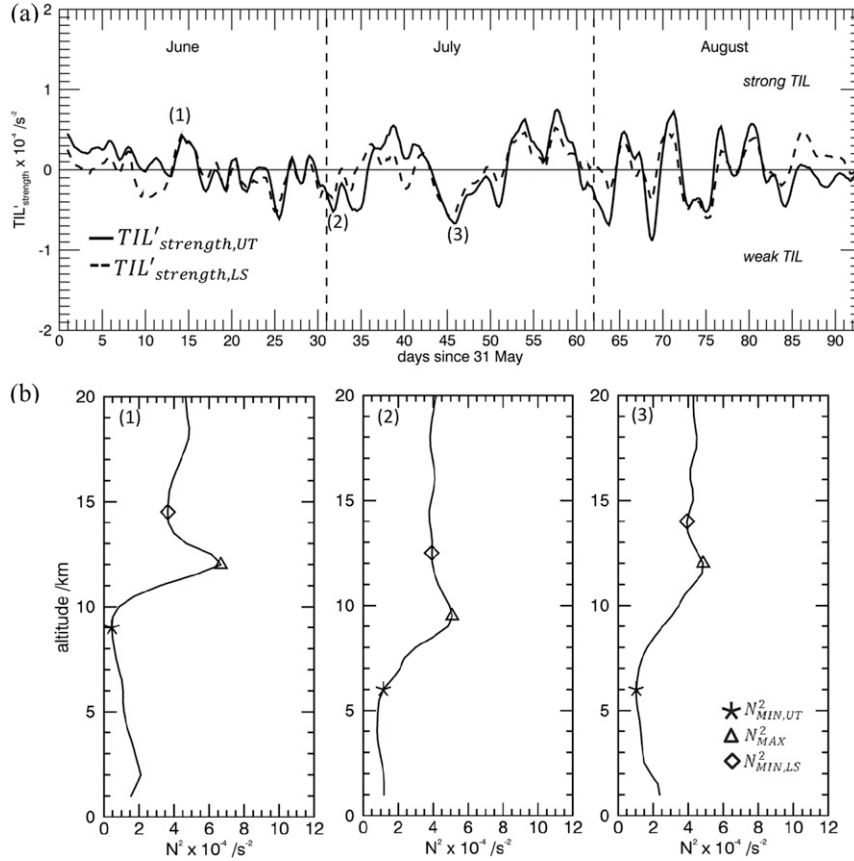 (a)
2
1
0
-1
-2
TIL'strength x 10⁻⁴ /s⁻²
June
July
August
strong TIL
(1)
(2)
(3)
TIL'strength,UT
TIL'strength,LS
weak TIL
0 5 10 15 20 25 30 35 40 45 50 55 60 65 70 75 80 85 90
days since 31 May
(b)
20
15
10
5
0
altitude /km
(1)
0 2 4 6 8 10 12
N² x 10⁻⁴ /s⁻²
20
15
10
5
0
(2)
0 2 4 6 8 10 12
N² x 10⁻⁴ /s⁻²
20
15
10
5
0
(3)
N²MIN,UT
N²MAX
N²MIN,LS
0 2 4 6 8 10 12
N² x 10⁻⁴ /s⁻²